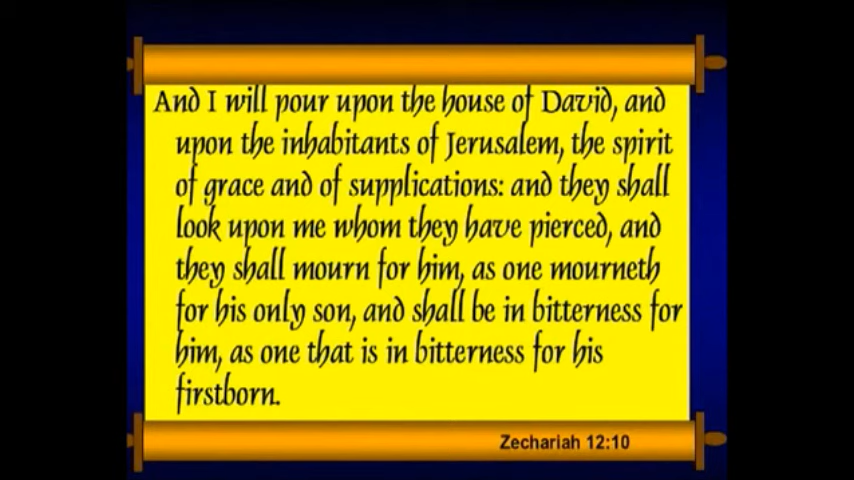 And I will pour upon the house of David, and
upon the inhabitants of Jerusalem, the spirit
of grace and of supplications: and they shall
look upon me whom they have pierced, and
they shall mourn for him, as one mourneth
for his only son, and shall be in bitterness for
him, as one that is in bitterness for his
firstborn.
Zechariah 12:10